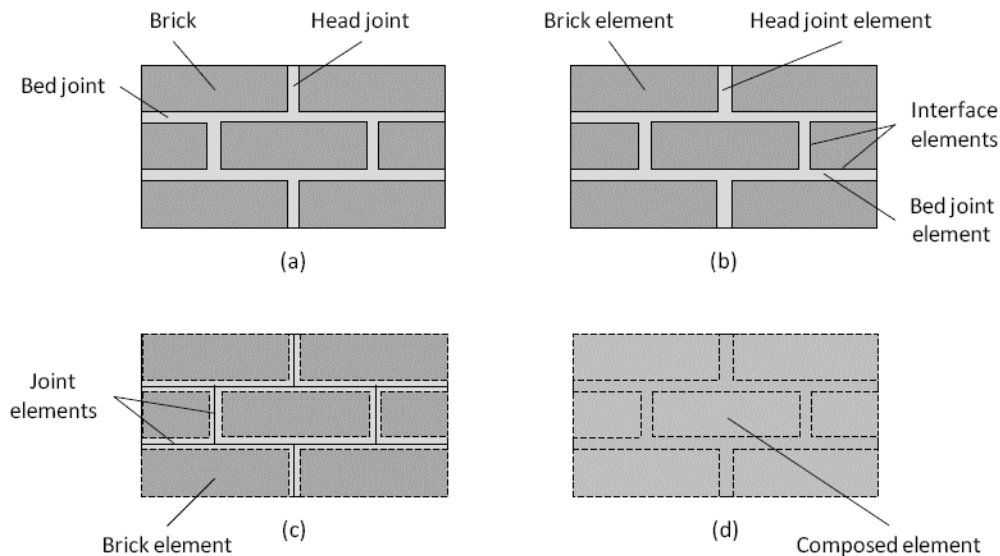 Brick
Head joint
Bed joint
(a)
Brick element
Head joint element
Interface
elements
Bed joint
element
(b)
Joint
elements
Brick element
(c)
(d)
Composed element